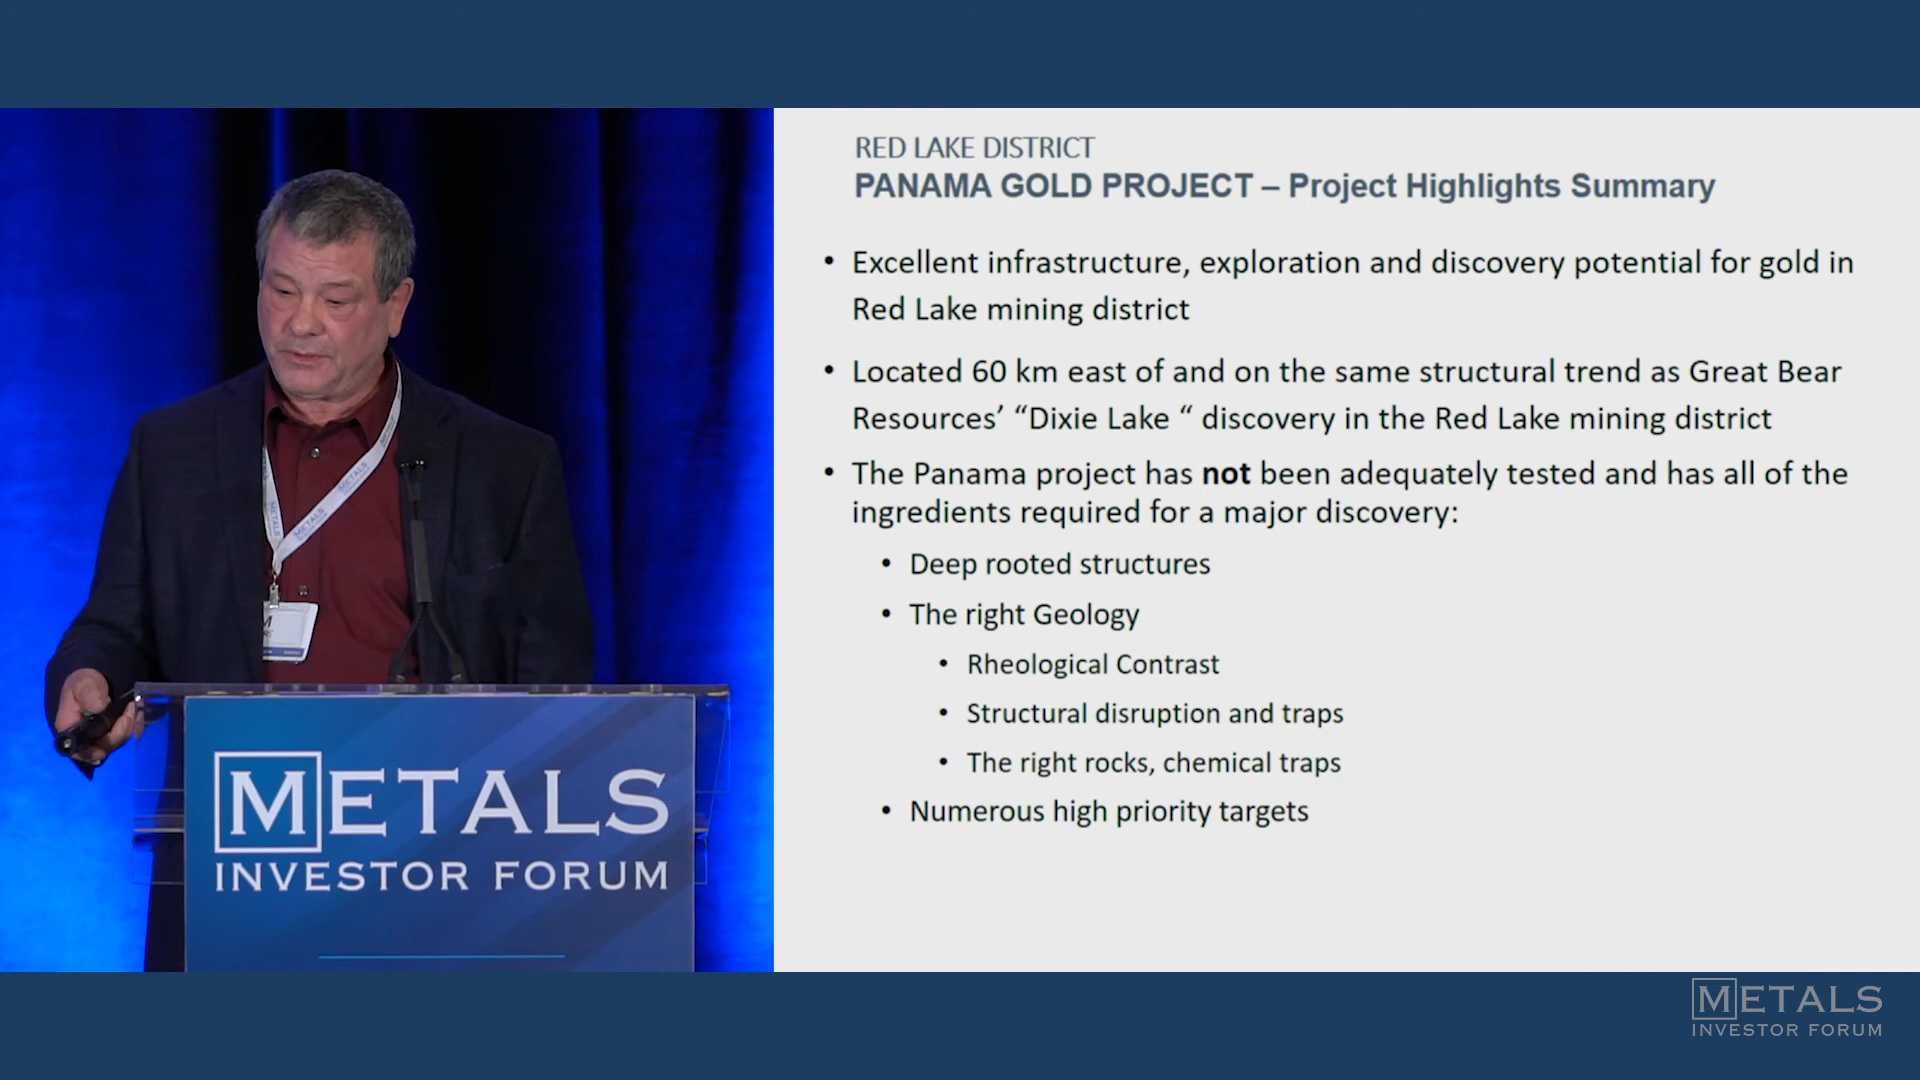 RED LAKE DISTRICT
PANAMA GOLD PROJECT – Project Highlights Summary
• Excellent infrastructure, exploration and discovery potential for gold in
Red Lake mining district
• Located 60 km east of and on the same structural trend as Great Bear
Resources’ “Dixie Lake “ discovery in the Red Lake mining district
• The Panama project has not been adequately tested and has all of the
ingredients required for a major discovery:
• Deep rooted structures
• The right Geology
• Rheological Contrast
• Structural disruption and traps
• The right rocks, chemical traps
• Numerous high priority targets
METALS
METALS
METALS
METALS
INVESTOR FORUM
METALS
INVESTOR FORUM